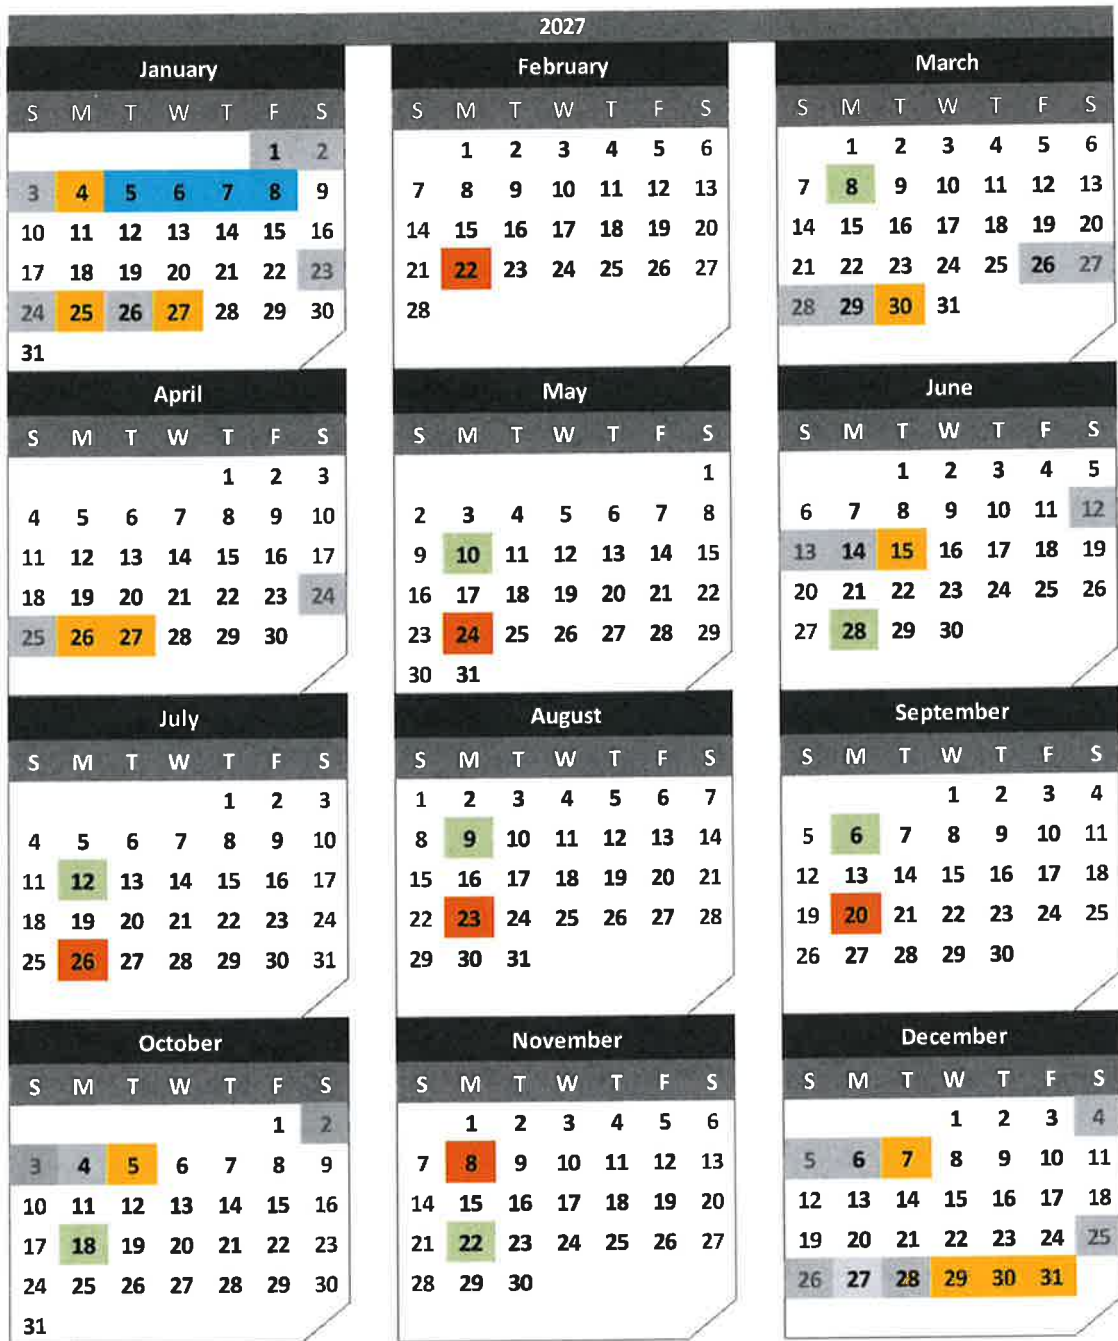 2027
January
S M T W T F S
1 2
3 4 5 6 7 8 9
10 11 12 13 14 15 16
17 18 19 20 21 22 23
24 25 26 27 28 29 30
31
February
S M T W T F S
1 2 3 4 5 6
7 8 9 10 11 12 13
14 15 16 17 18 19 20
21 22 23 24 25 26 27
28
March
S M T W T F S
1 2 3 4 5 6
7 8 9 10 11 12 13
14 15 16 17 18 19 20
21 22 23 24 25 26 27
28 29 30 31
April
S M T W T F S
1 2 3
4 5 6 7 8 9 10
11 12 13 14 15 16 17
18 19 20 21 22 23 24
25 26 27 28 29 30
May
S M T W T F S
1
2 3 4 5 6 7 8
9 10 11 12 13 14 15
16 17 18 19 20 21 22
23 24 25 26 27 28 29
30 31
June
S M T W T F S
1 2 3 4 5
6 7 8 9 10 11 12
13 14 15 16 17 18 19
20 21 22 23 24 25 26
27 28 29 30
July
S M T W T F S
1 2 3
4 5 6 7 8 9 10
11 12 13 14 15 16 17
18 19 20 21 22 23 24
25 26 27 28 29 30 31
August
S M T W T F S
1 2 3 4 5 6 7
8 9 10 11 12 13 14
15 16 17 18 19 20 21
22 23 24 25 26 27 28
29 30 31
September
S M T W T F S
1 2 3 4
5 6 7 8 9 10 11
12 13 14 15 16 17 18
19 20 21 22 23 24 25
26 27 28 29 30
October
S M T W T F S
1 2
3 4 5 6 7 8 9
10 11 12 13 14 15 16
17 18 19 20 21 22 23
24 25 26 27 28 29 30
31
November
S M T W T F S
1 2 3 4 5 6
7 8 9 10 11 12 13
14 15 16 17 18 19 20
21 22 23 24 25 26 27
28 29 30
December
S M T W T F S
1 2 3 4
5 6 7 8 9 10 11
12 13 14 15 16 17 18
19 20 21 22 23 24 25
26 27 28 29 30 31